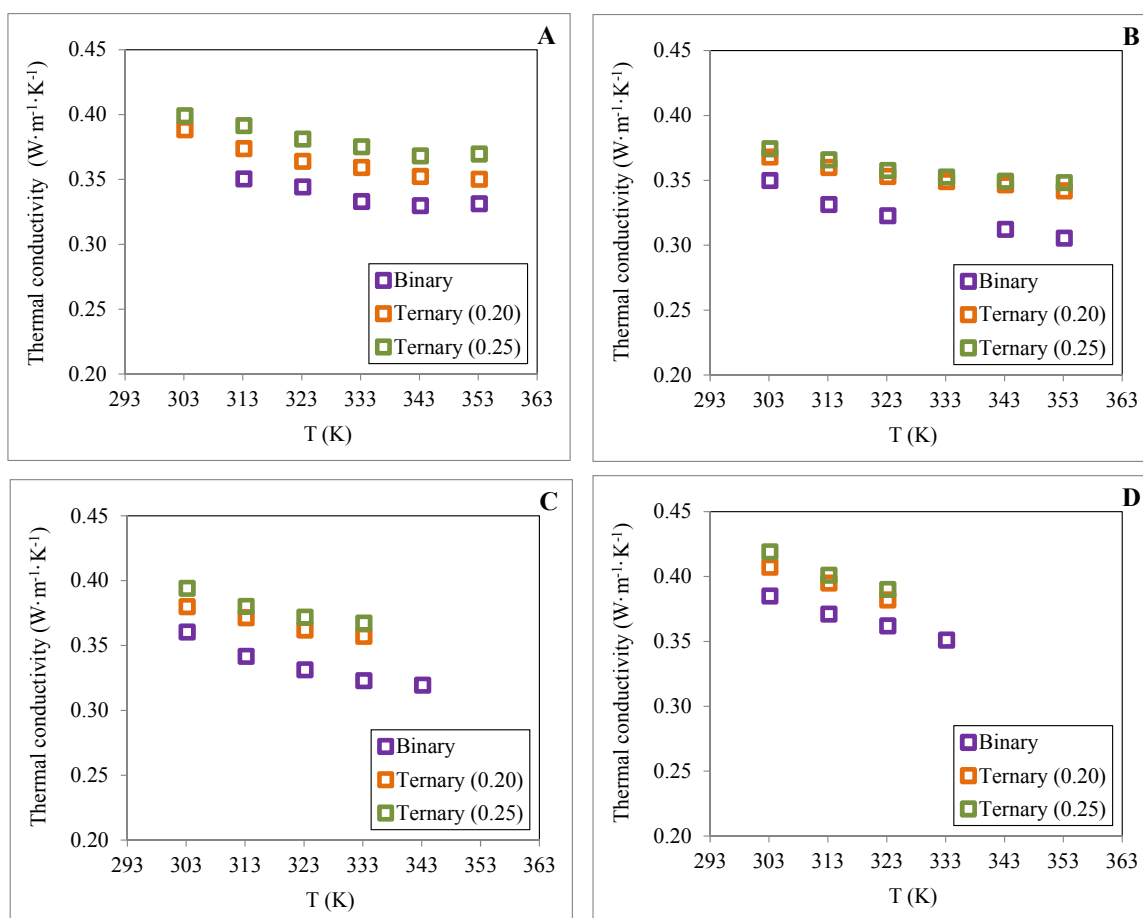 A
Thermal conductivity (W·m⁻¹·K⁻¹)
0.45
0.40
0.35
0.30
0.25
0.20
Binary
Ternary (0.20)
Ternary (0.25)
293 303 313 323 333 343 353 363
T (K)
B
Thermal conductivity (W·m⁻¹·K⁻¹)
0.45
0.40
0.35
0.30
0.25
0.20
Binary
Ternary (0.20)
Ternary (0.25)
293 303 313 323 333 343 353 363
T (K)
C
Thermal conductivity (W·m⁻¹·K⁻¹)
0.45
0.40
0.35
0.30
0.25
0.20
Binary
Ternary (0.20)
Ternary (0.25)
293 303 313 323 333 343 353 363
T (K)
D
Thermal conductivity (W·m⁻¹·K⁻¹)
0.45
0.40
0.35
0.30
0.25
0.20
Binary
Ternary (0.20)
Ternary (0.25)
293 303 313 323 333 343 353 363
T (K)